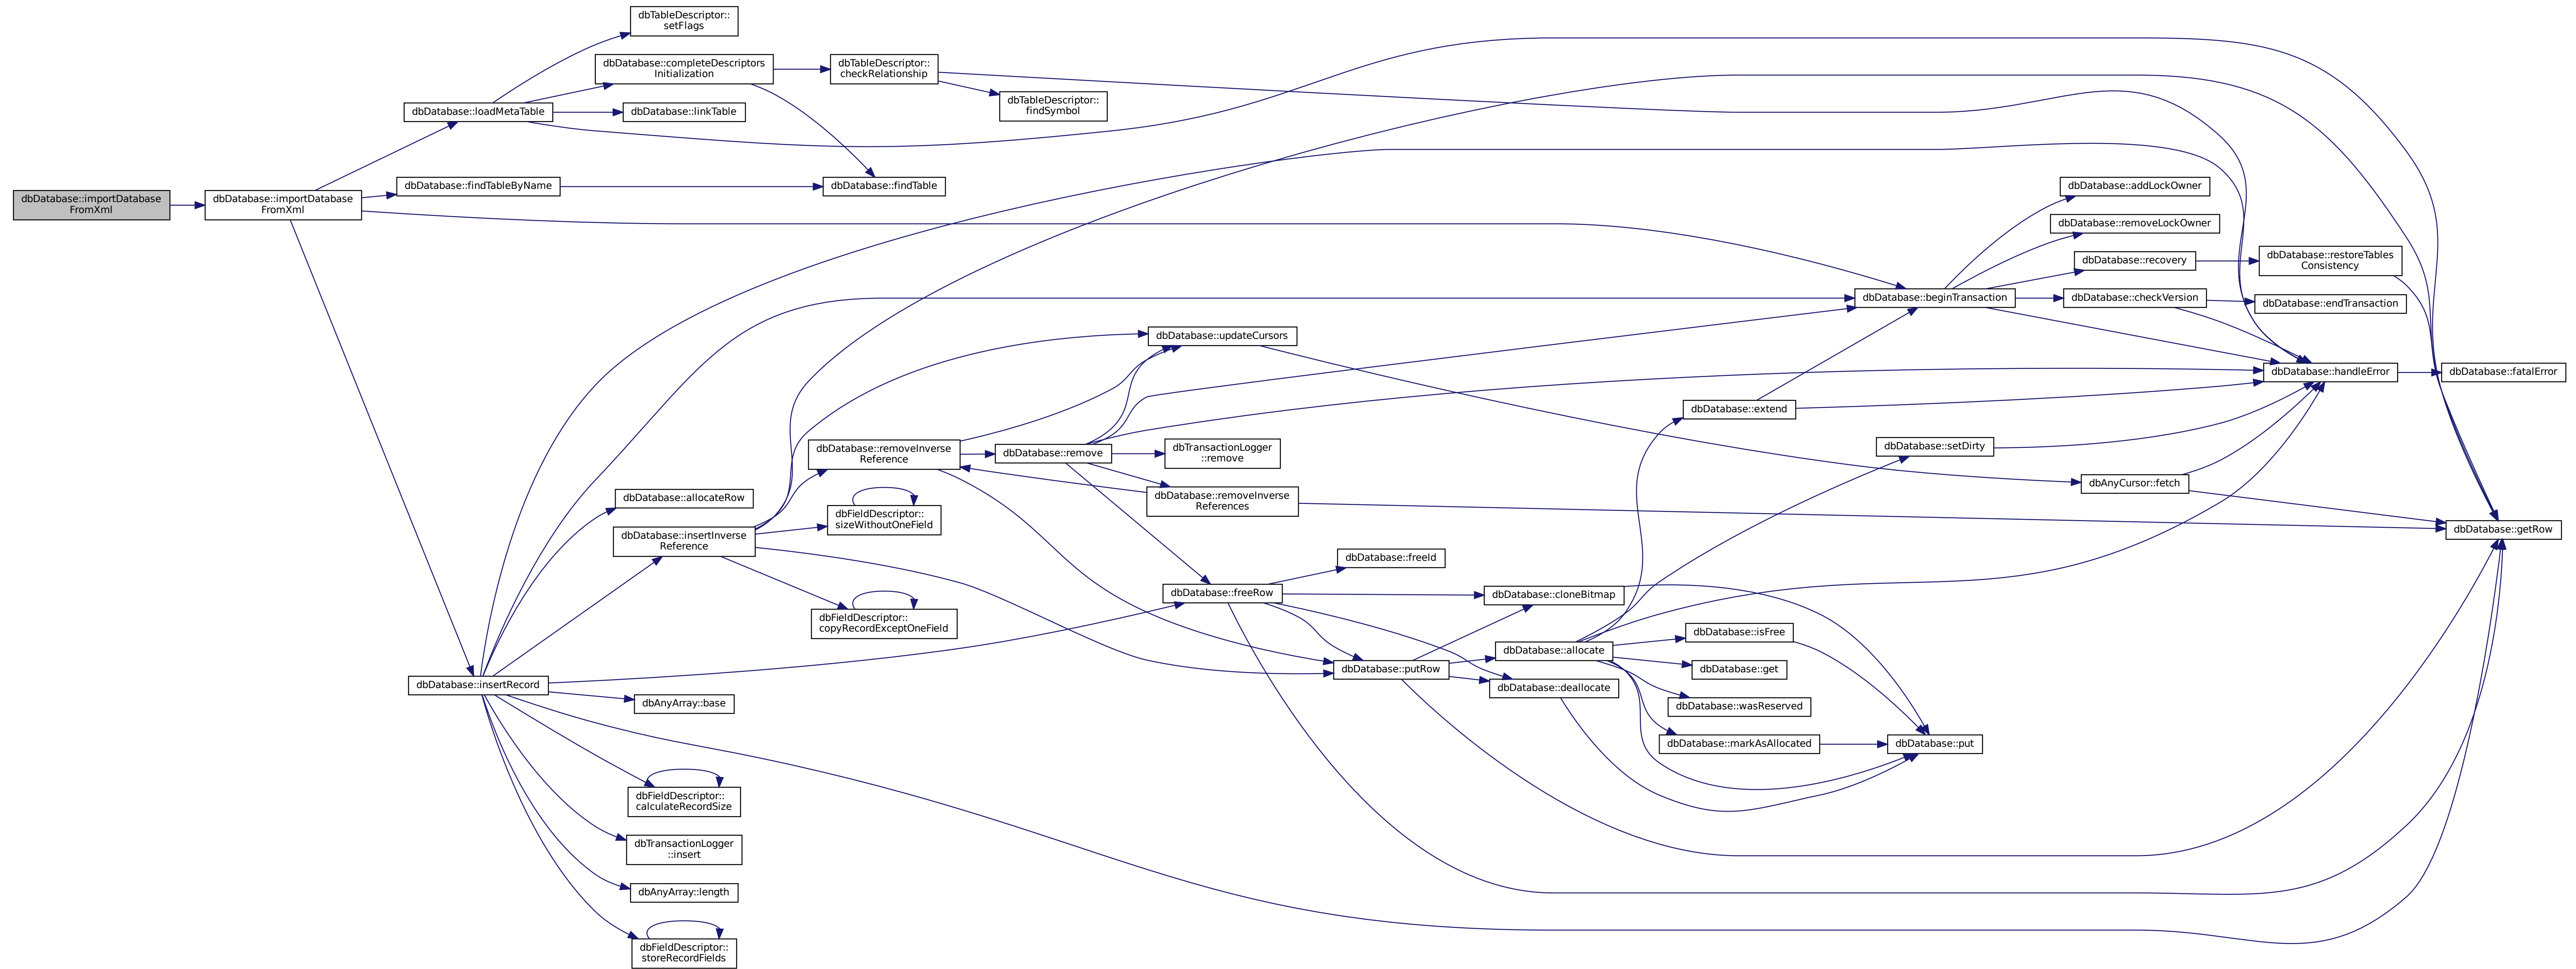 dbDatabase::importDatabase
FromXml
dbDatabase::importDatabase
FromXml
dbDatabase::loadMetaTable
dbDatabase::findTableByName
dbDatabase::insertRecord
dbTableDescriptor::
setFlags
dbDatabase::completeDescriptors
Initialization
dbDatabase::linkTable
dbDatabase::allocateRow
dbDatabase::insertInverse
Reference
dbAnyArray::base
dbFieldDescriptor::
calculateRecordSize
dbTransactionLogger
::insert
dbAnyArray::length
dbFieldDescriptor::
storeRecordFields
dbTableDescriptor::
checkRelationship
dbDatabase::findTable
dbDatabase::removeInverse
Reference
dbFieldDescriptor::
sizeWithoutOneField
dbFieldDescriptor::
copyRecordExceptOneField
dbTableDescriptor::
findSymbol
dbDatabase::remove
dbDatabase::updateCursors
dbTransactionLogger
::remove
dbDatabase::removeInverse
References
dbDatabase::freeRow
dbDatabase::freeId
dbDatabase::putRow
dbDatabase::cloneBitmap
dbDatabase::allocate
dbDatabase::deallocate
dbDatabase::extend
dbDatabase::isFree
dbDatabase::get
dbDatabase::wasReserved
dbDatabase::markAsAllocated
dbDatabase::beginTransaction
dbDatabase::setDirty
dbDatabase::put
dbDatabase::addLockOwner
dbDatabase::removeLockOwner
dbDatabase::recovery
dbDatabase::checkVersion
dbAnyCursor::fetch
dbDatabase::restoreTables
Consistency
dbDatabase::endTransaction
dbDatabase::handleError
dbDatabase::fatalError
dbDatabase::getRow